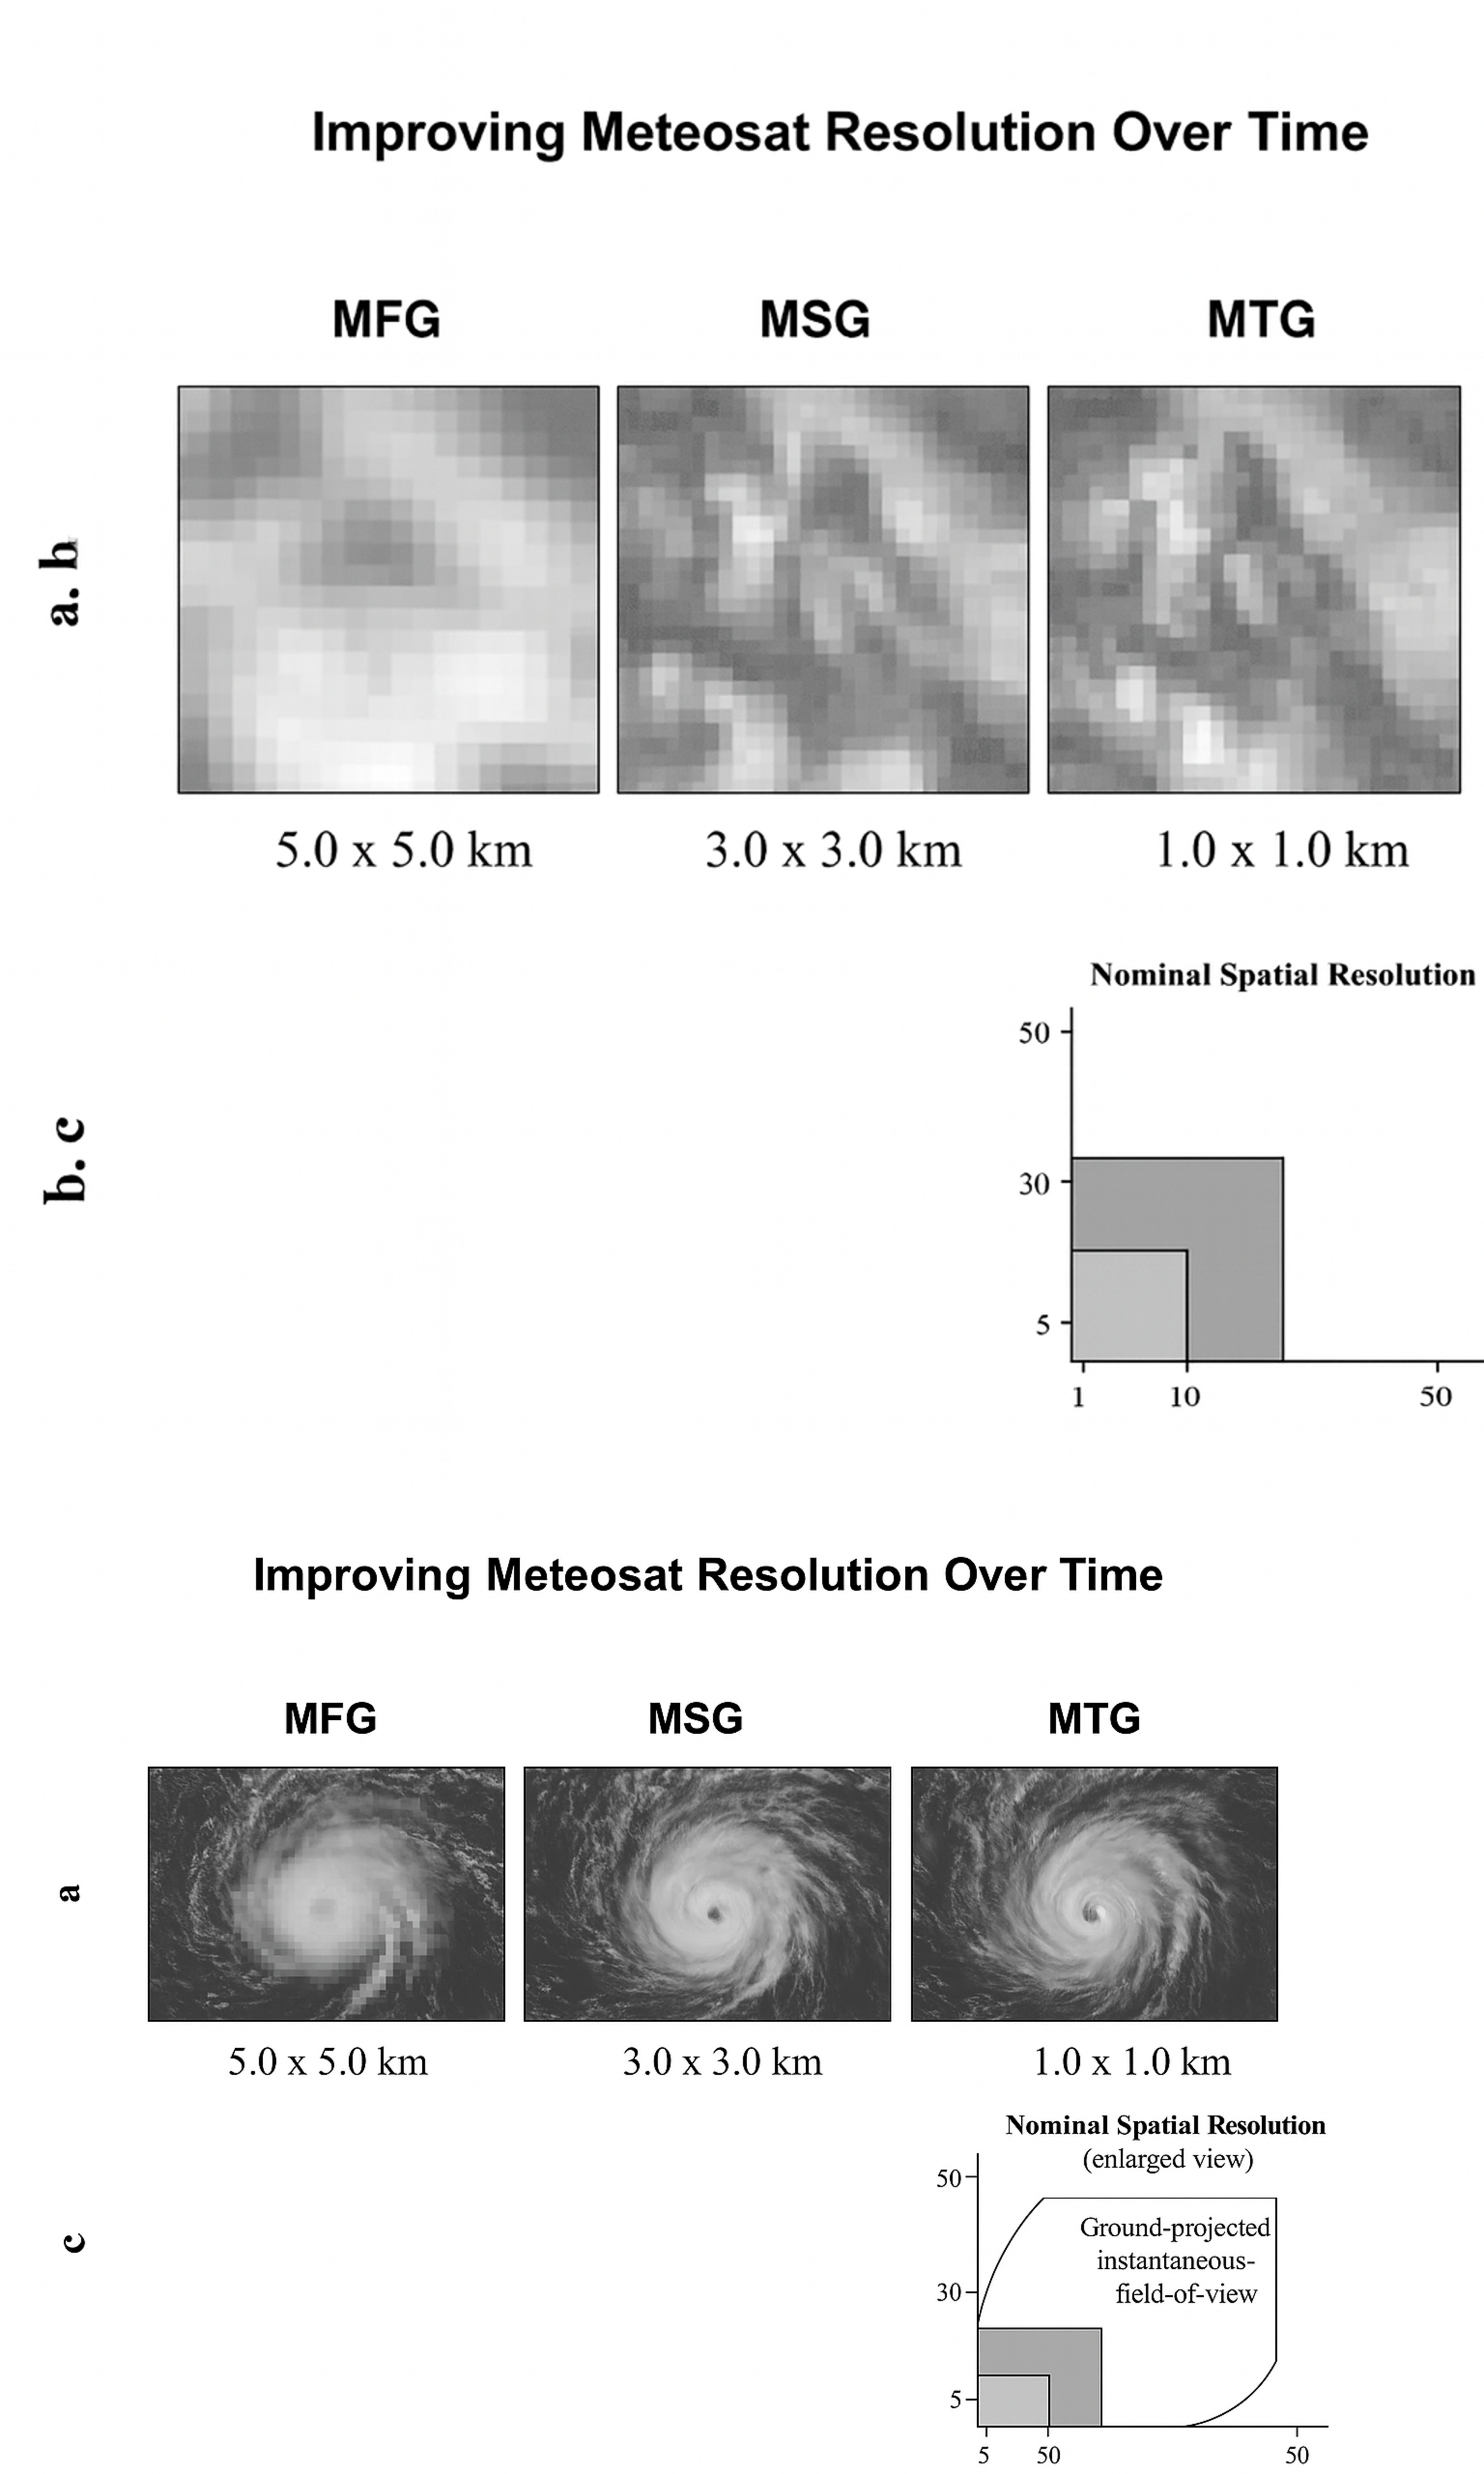 Improving Meteosat Resolution Over Time
MFG MSG MTG
a. b
5.0 x 5.0 km 3.0 x 3.0 km 1.0 x 1.0 km
b. c
Nominal Spatial Resolution
50
30
5
1 10 50
Improving Meteosat Resolution Over Time
MFG MSG MTG
a
5.0 x 5.0 km 3.0 x 3.0 km 1.0 x 1.0 km
c
Nominal Spatial Resolution
(enlarged view)
50
Ground-projected
instantaneous-
30
field-of-view
5
5 50 50